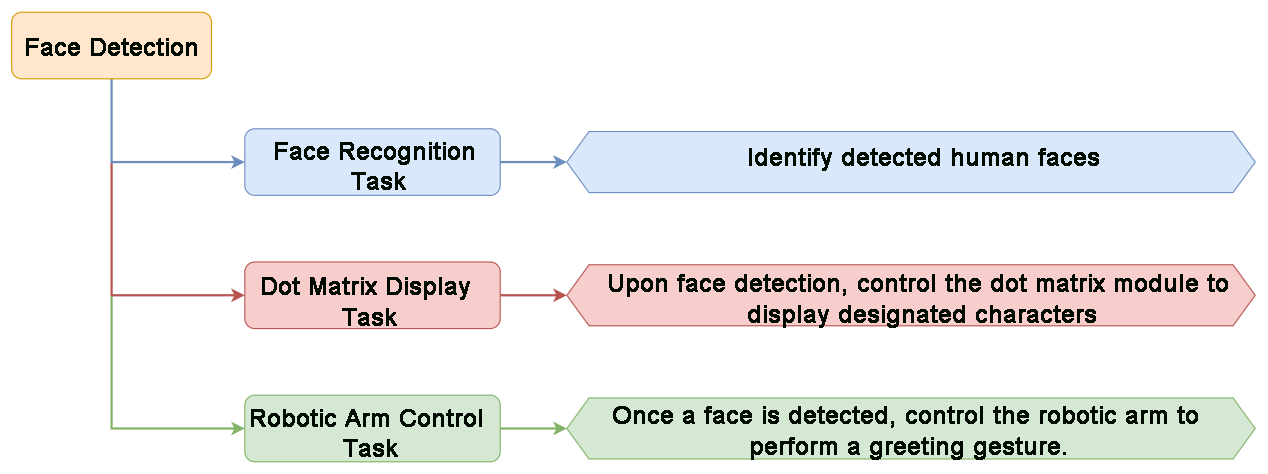 Face Detection
Face Recognition
Task
Identify detected human faces
Dot Matrix Display
Task
Upon face detection, control the dot matrix module to
display designated characters
Robotic Arm Control
Task
Once a face is detected, control the robotic arm to
perform a greeting gesture.